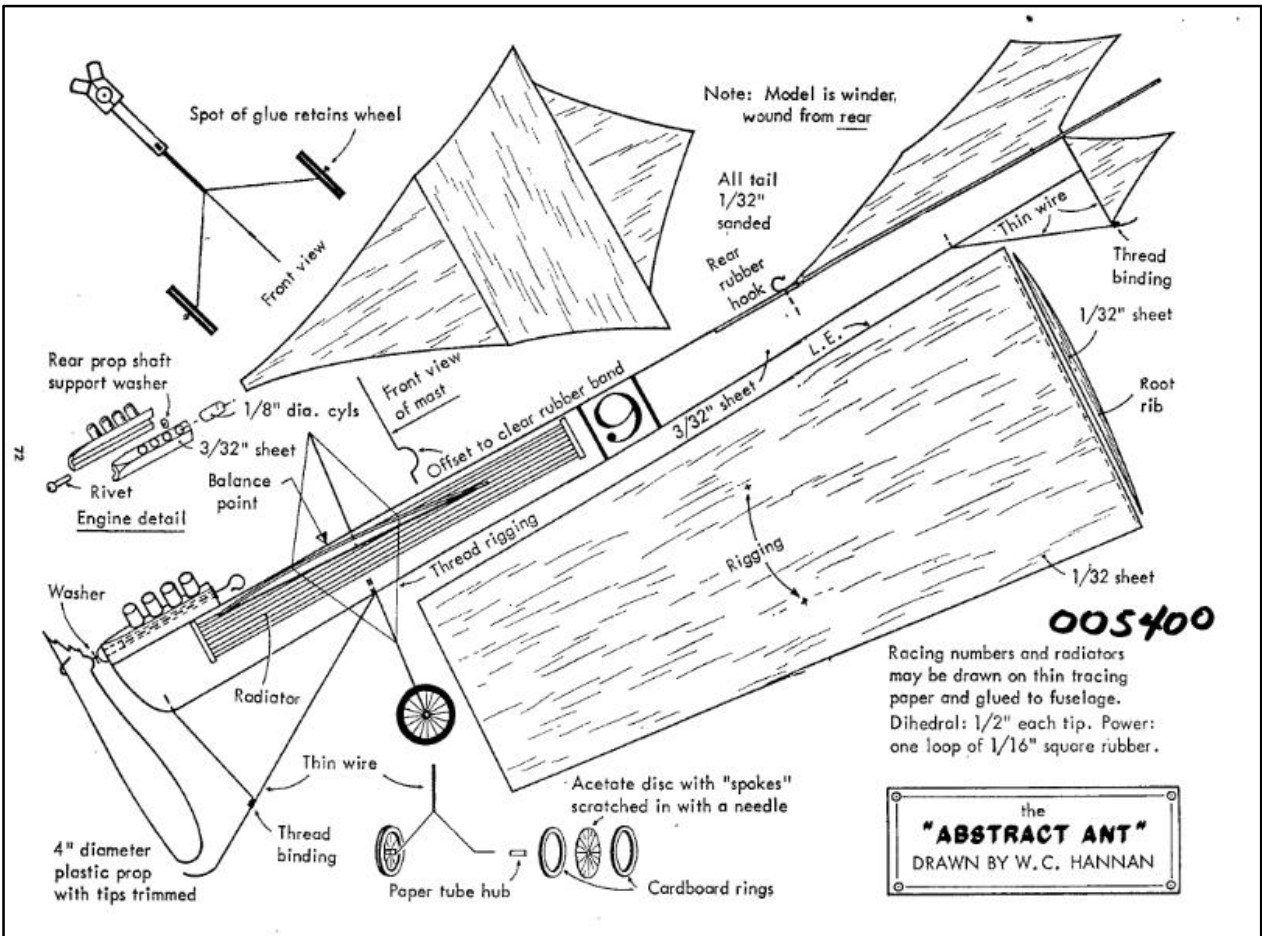 Spot of glue retains wheel
Front view
Note: Model is winder,
wound from rear
All tail
1/32"
sanded
Rear
rubber
hook
Thin wire
Thread
binding
1/32" sheet
Root
rib
L.E.
3/32" sheet
Rear prop shaft
support washer
1/8" dia. cyls
3/32" sheet
Rivet
Engine detail
Front view
of mast
Offset to clear rubber band
9
72
Balance
point
Thread rigging
Rigging
1/32 sheet
Washer
Radiator
005400
Racing numbers and radiators
may be drawn on thin tracing
paper and glued to fuselage.
Dihedral: 1/2" each tip. Power:
one loop of 1/16" square rubber.
Thin wire
Thread
binding
4" diameter
plastic prop
with tips trimmed
Acetate disc with "spokes"
scratched in with a needle
Paper tube hub
Cardboard rings
the
"ABSTRACT ANT"
DRAWN BY W.C. HANNAN